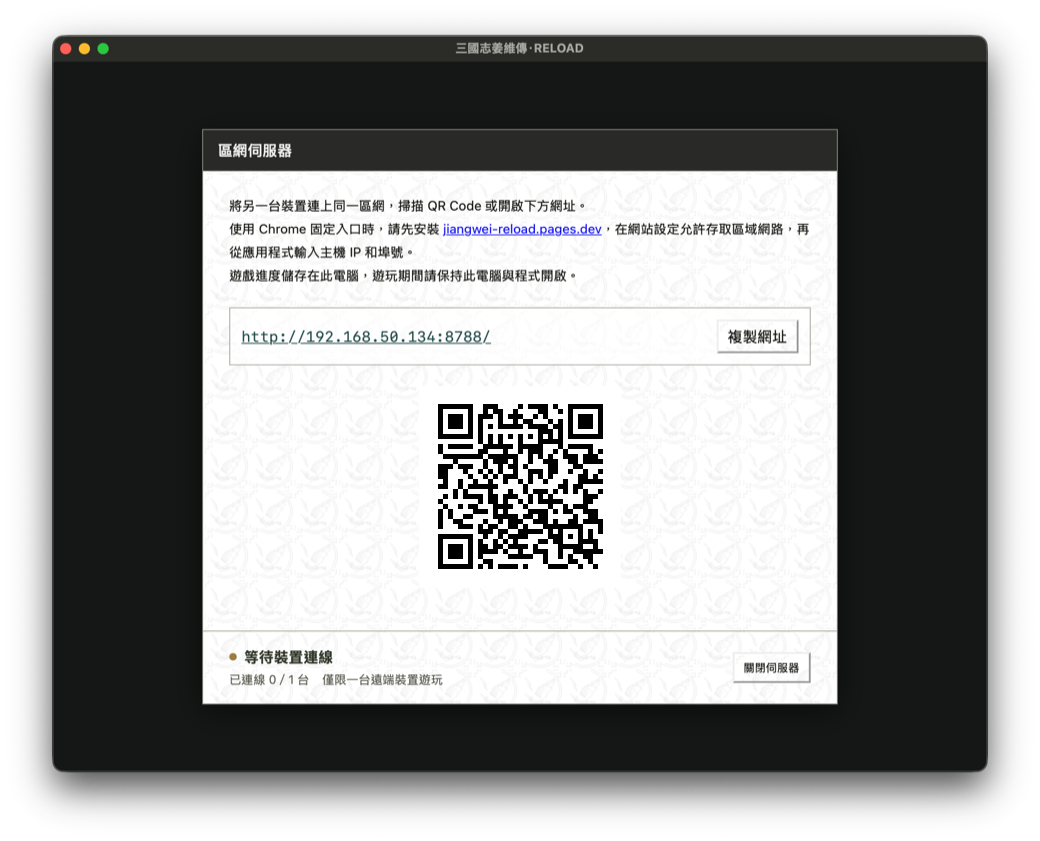 三國志姜維傳·RELOAD
區網伺服器
將另一台裝置連上同一區網，掃描 QR Code 或開啟下方網址。
使用 Chrome 固定入口時，請先安裝 jiangwei-reload.pages.dev，在網站設定允許存取區域網路，再
從應用程式輸入主機 IP 和埠號。
遊戲進度儲存在此電腦，遊玩期間請保持此電腦與程式開啟。
http://192.168.50.134:8788/
複製網址
等待裝置連線
已連線 0 / 1 台　僅限一台遠端裝置遊玩
關閉伺服器